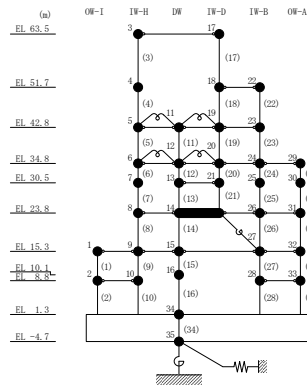 (m) OW-I IW-H DW IW-D IW-B OW-A
EL 63.5 3 17
(3) (17)
EL 51.7 4 18 22
(4) 11 19 (18) (22)
EL 42.8 5 23
(5) 12 (11) 20 (19) (23)
EL 34.8 6 24 29
(6) 13 (12) 21 (20) 25 (24) 30
EL 30.5 7
(7) (13) (21) (25)
EL 23.8 8 14 26 31
(8) (14) 27 (26)
EL 15.3 1 9 15 32
(1) (9) (15) (27)
EL 10.1 16
EL 8.8 2 10 28 33
(2) (10) (16) (28)
EL 1.3 34
EL -4.7 35 (34)